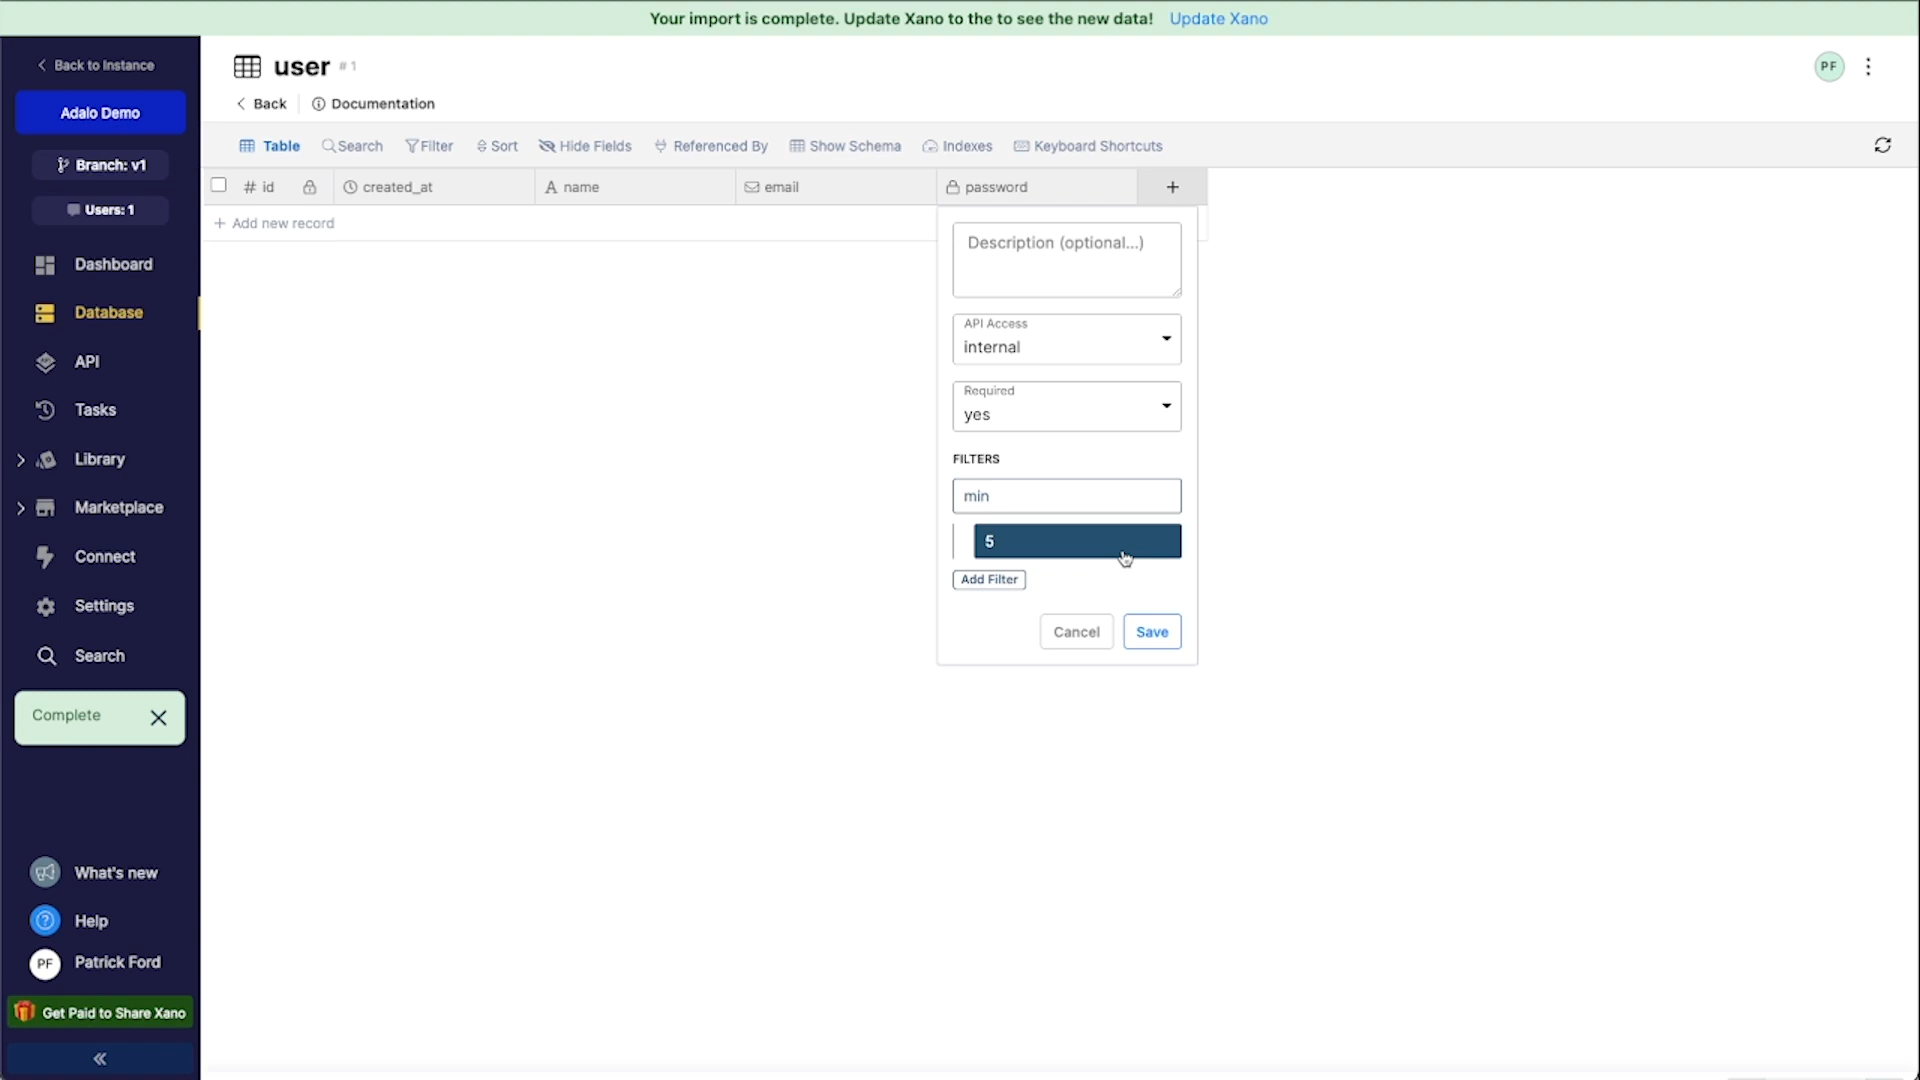 Your import is complete. Update Xano to the to see the new data! Update Xano
Back to Instance
Adalo Demo
Branch: v1
Users: 1
Dashboard
Database
API
Tasks
Library
Marketplace
Connect
Settings
Search
Complete
What's new
Help
PF Patrick Ford
Get Paid to Share Xano
user #1
PF
Back
Documentation
Table Search Filter Sort Hide Fields Referenced By Show Schema Indexes Keyboard Shortcuts
# id created_at A name email password +
+ Add new record
Description (optional...)
API Access
internal
Required
yes
FILTERS
min
5
Add Filter
Cancel Save